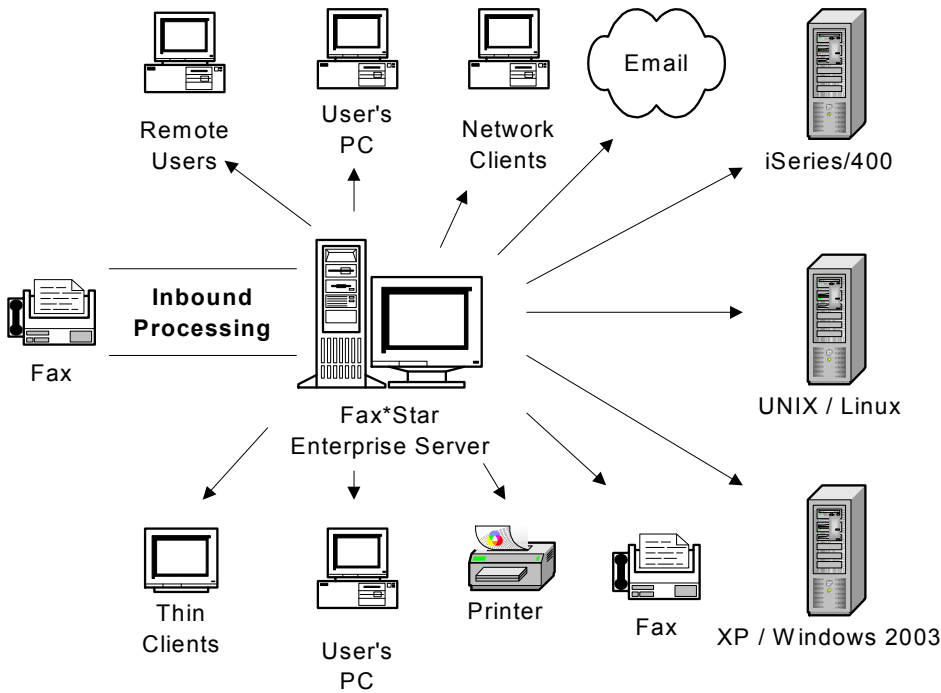 Remote
Users
User's
PC
Network
Clients
Email
iSeries/400
Inbound
Processing
Fax
Fax*Star
Enterprise Server
UNIX / Linux
Thin
Clients
User's
PC
Printer
Fax
XP / Windows 2003